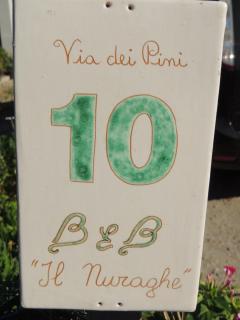 Via dei Pini
10
B & B
"Il Nuraghe"